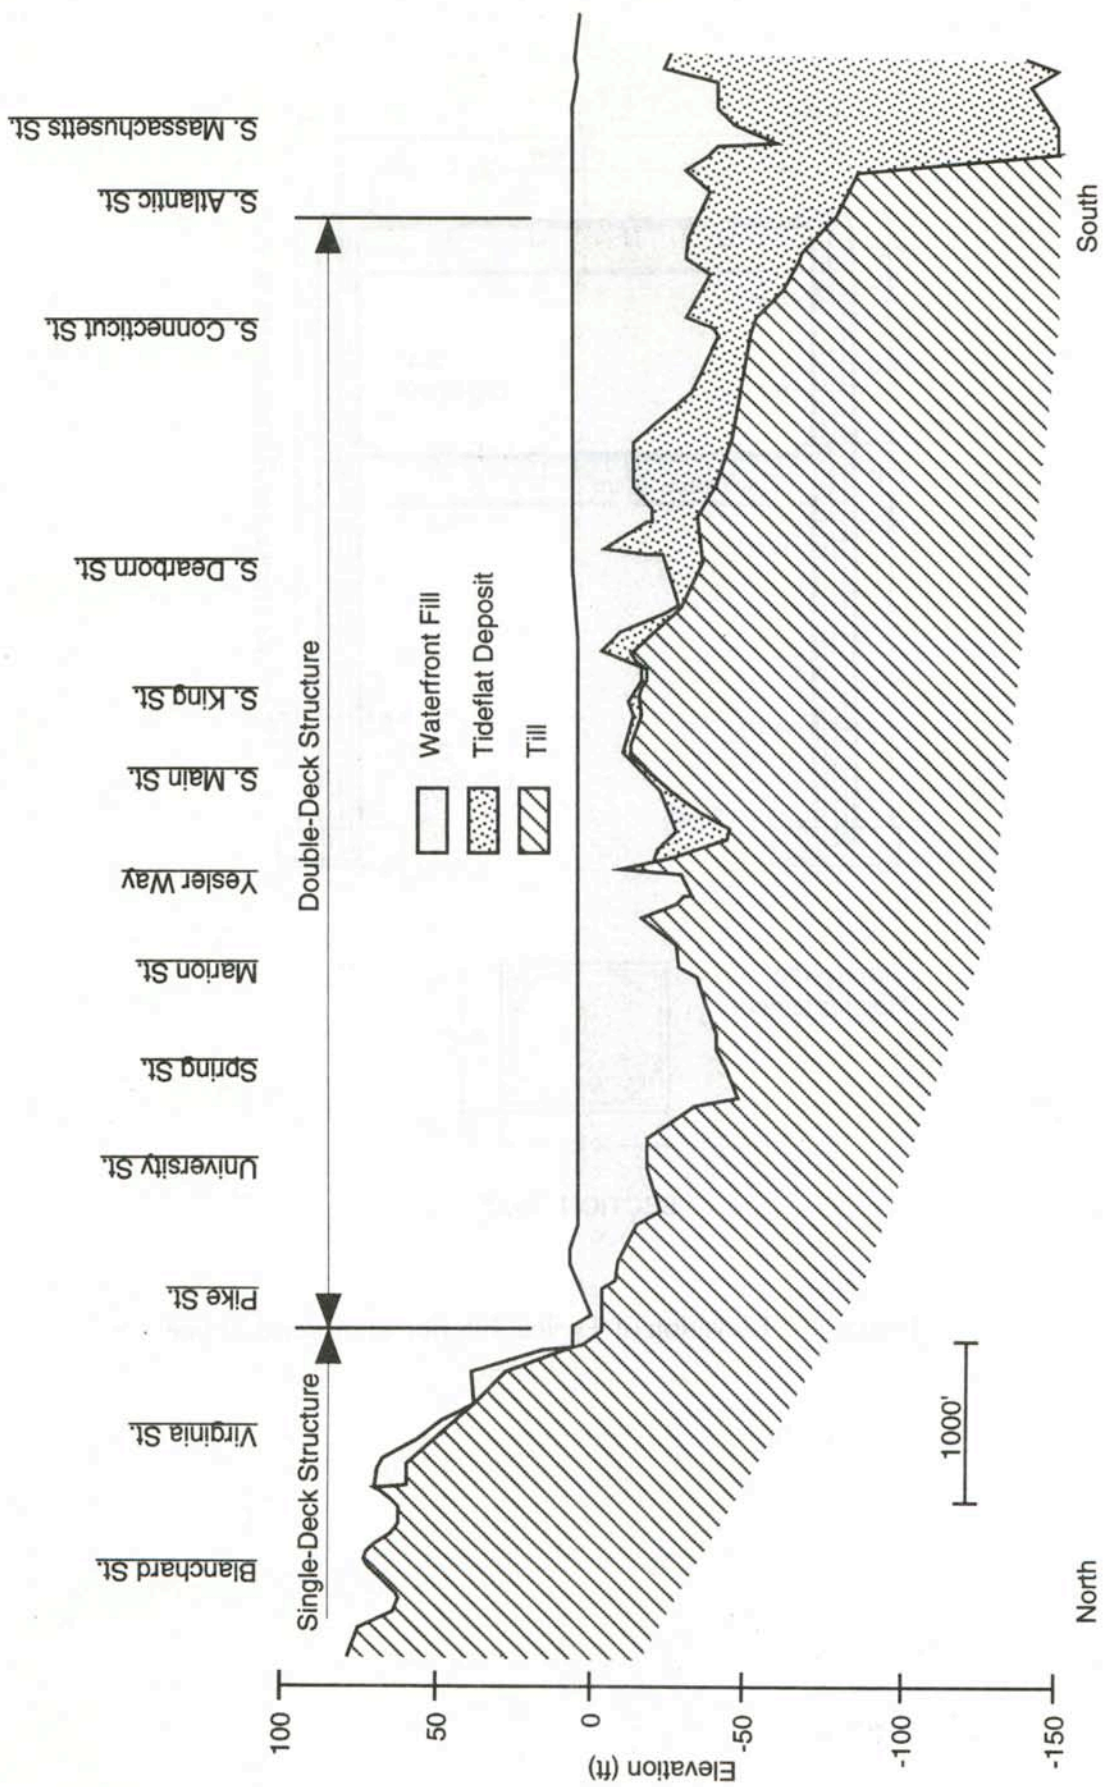 Blanchard St.
Virginia St.
Pike St.
University St.
Spring St.
Marion St.
Yesler Way
S. Main St.
S. King St.
S. Dearborn St.
S. Connecticut St.
S. Atlantic St.
S. Massachusetts St.
Single-Deck Structure
Double-Deck Structure
Waterfront Fill
Tideflat Deposit
Till
Elevation (ft)
100
50
0
-50
-100
-150
1000'
North
South